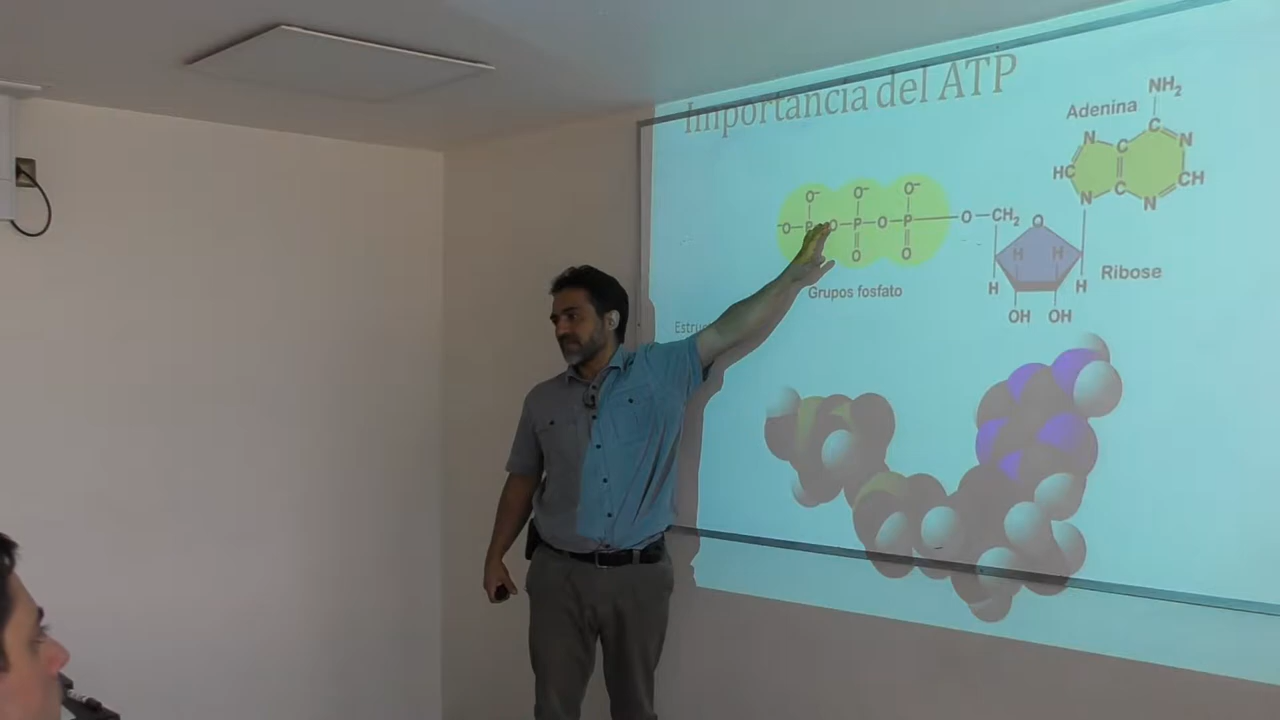 Importancia del ATP
NH₂
Adenina
N
C
C
N
HC
CH
C
N
N
O⁻
O⁻
O⁻
⁻O
P
O
P
O
P
O
CH₂
O
O
O
H
H
Ribose
H
H
Grupos fosfato
OH
OH